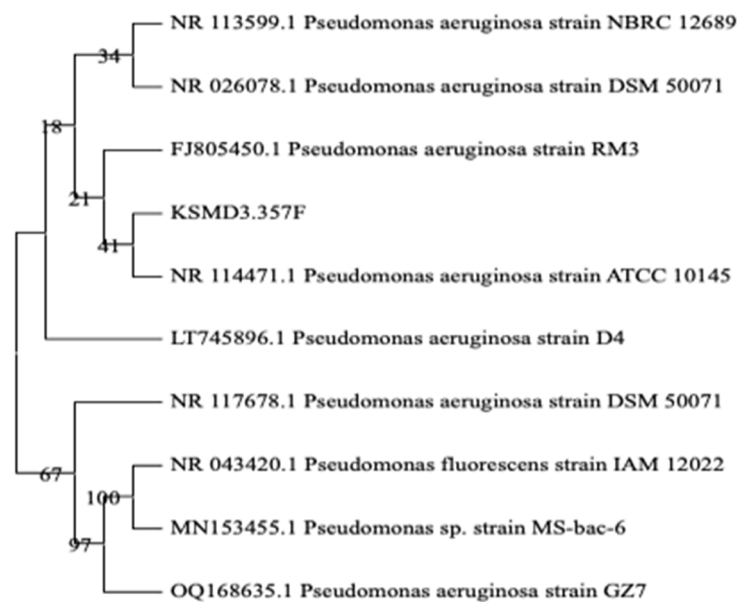 NR 113599.1 Pseudomonas aeruginosa strain NBRC 12689
34
NR 026078.1 Pseudomonas aeruginosa strain DSM 50071
18
FJ805450.1 Pseudomonas aeruginosa strain RM3
21
KSMD3.357F
41
NR 114471.1 Pseudomonas aeruginosa strain ATCC 10145
LT745896.1 Pseudomonas aeruginosa strain D4
NR 117678.1 Pseudomonas aeruginosa strain DSM 50071
67
NR 043420.1 Pseudomonas fluorescens strain IAM 12022
100
MN153455.1 Pseudomonas sp. strain MS-bac-6
97
OQ168635.1 Pseudomonas aeruginosa strain GZ7